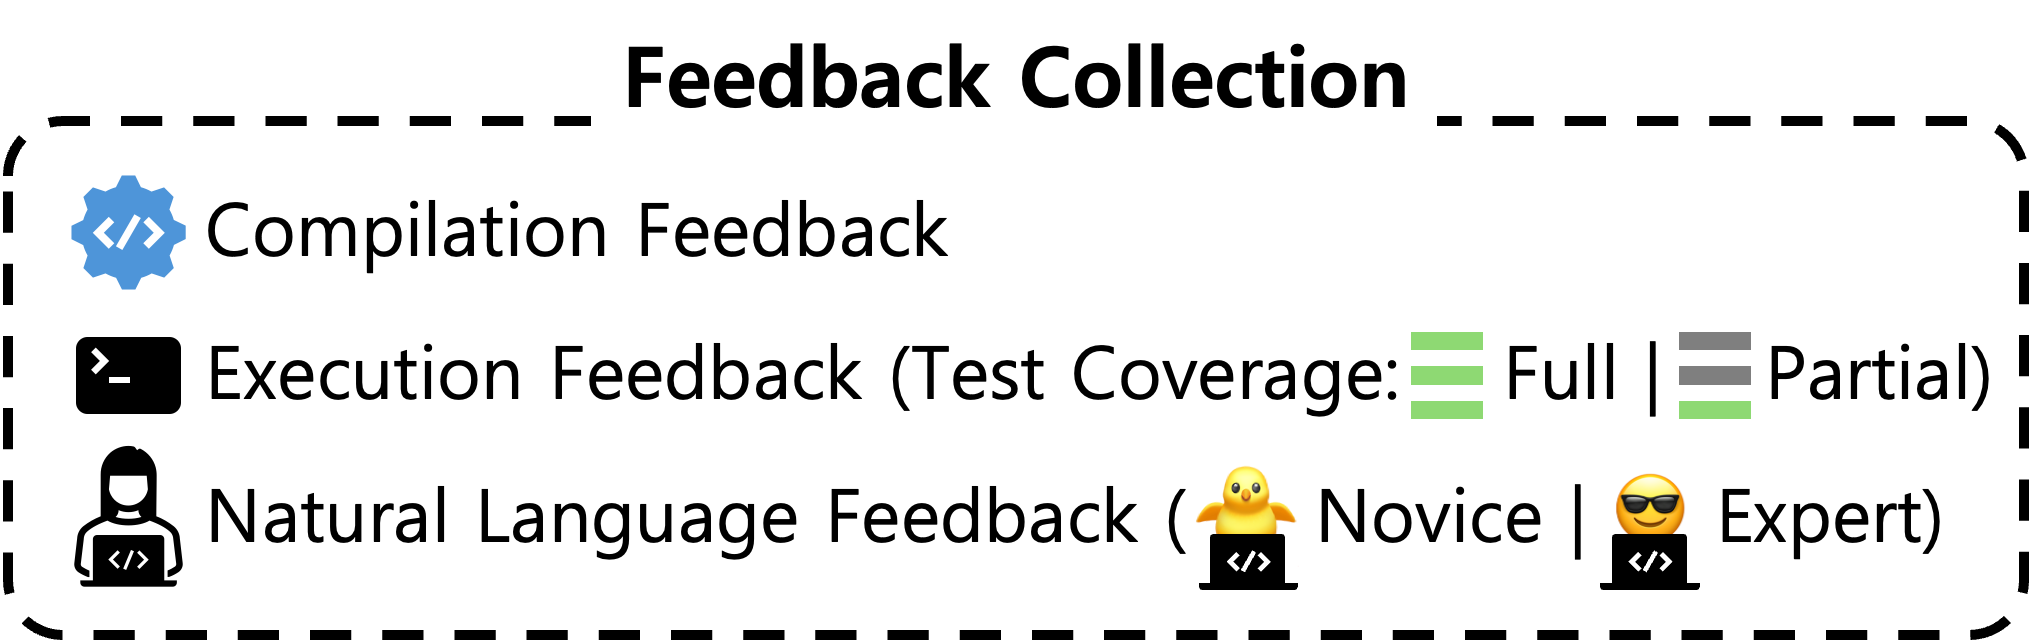 Feedback Collection
</> Compilation Feedback
>_ Execution Feedback (Test Coverage: Full | Partial)
Natural Language Feedback ( Novice | Expert)
</> </> </>